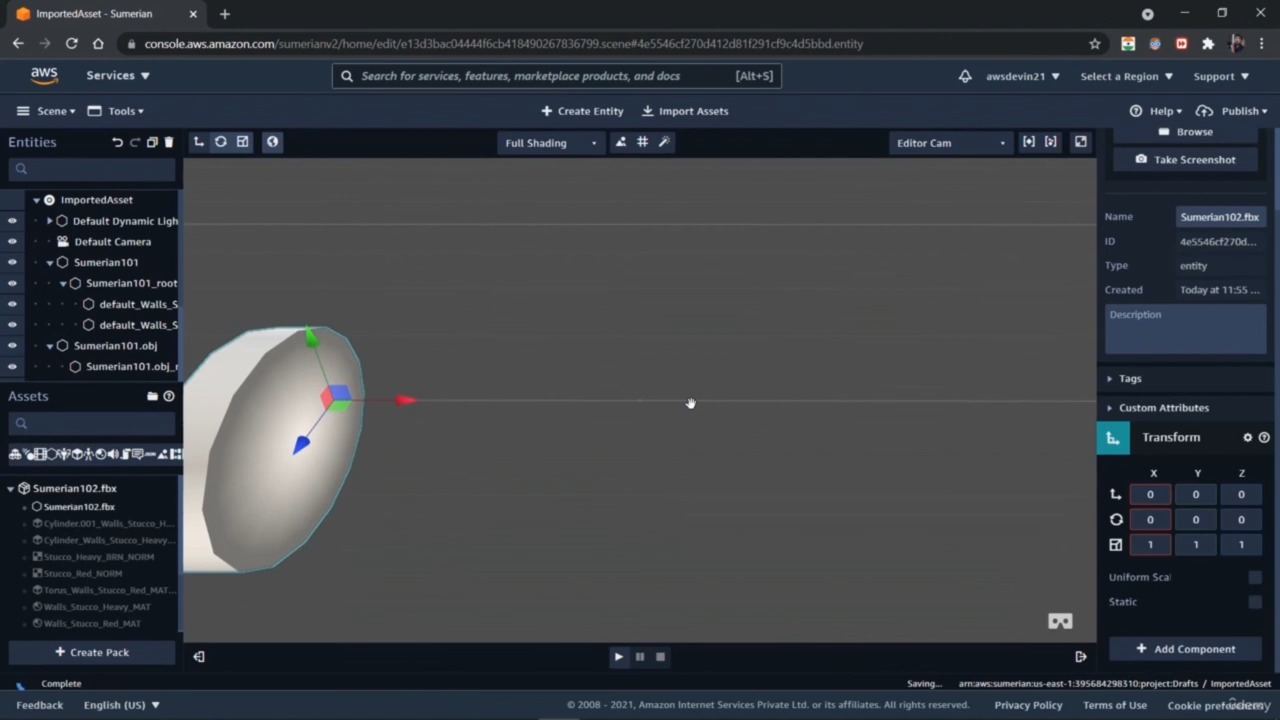 ImportedAsset - Sumerian
console.aws.amazon.com/sumerianv2/home/edit/e13d3bac04444f6cb418490267836799.scene#4e5546cf270d412d81f291cf9c4d5bbd.entity
aws Services Search for services, features, marketplace products, and docs [Alt+S] awsdevin21 Select a Region Support
Scene Tools Create Entity Import Assets Help Publish
Entities Full Shading Editor Cam
Browse
Take Screenshot
ImportedAsset
Default Dynamic Ligh
Default Camera
Sumerian101
Sumerian101_root
default_Walls_S
default_Walls_S
Sumerian101.obj
Sumerian101.obj_r
Name Sumerian102.fbx
ID 4e5546cf270d...
Type entity
Created Today at 11:55 ...
Description
Tags
Custom Attributes
Transform
X Y Z
0 0 0
0 0 0
1 1 1
Uniform Scal
Static
Add Component
Assets
Sumerian102.fbx
Sumerian102.fbx
Cylinder.001_Walls_Stucco_H...
Cylinder_Walls_Stucco_Heavy...
Stucco_Heavy_BRN_NORM
Stucco_Red_NORM
Torus_Walls_Stucco_Red_MAT...
Walls_Stucco_Heavy_MAT
Walls_Stucco_Red_MAT
Create Pack
Complete Saving... arn:aws:sumerian:us-east-1:395684298310:project:Drafts / ImportedAsset
Feedback English (US) © 2008 - 2021, Amazon Internet Services Private Ltd. or its affiliates. All rights reserved. Privacy Policy Terms of Use Cookie preferences
Udemy